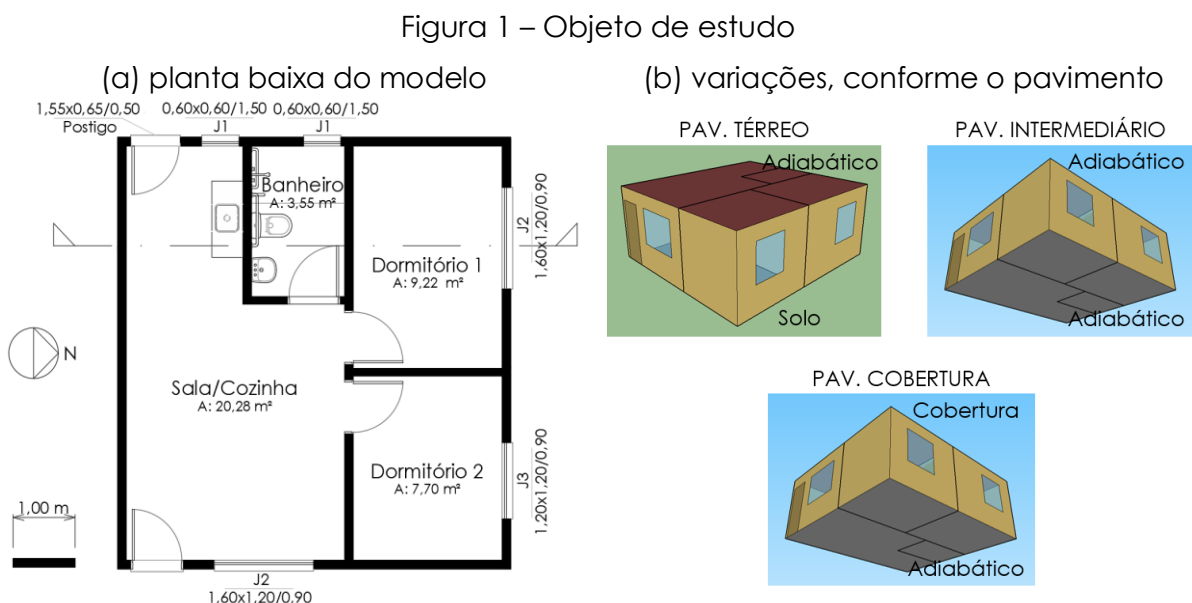 Figura 1 – Objeto de estudo
(a) planta baixa do modelo
(b) variações, conforme o pavimento
1,55x0,65/0,50
Postigo
0,60x0,60/1,50
J1
0,60x0,60/1,50
J1
Banheiro
A: 3,55 m²
J2
1,60x1,20/0,90
Dormitório 1
A: 9,22 m²
N
Sala/Cozinha
A: 20,28 m²
Dormitório 2
A: 7,70 m²
J3
1,20x1,20/0,90
1,00 m
J2
1,60x1,20/0,90
PAV. TÉRREO
Adiabático
Solo
PAV. INTERMEDIÁRIO
Adiabático
Adiabático
PAV. COBERTURA
Cobertura
Adiabático